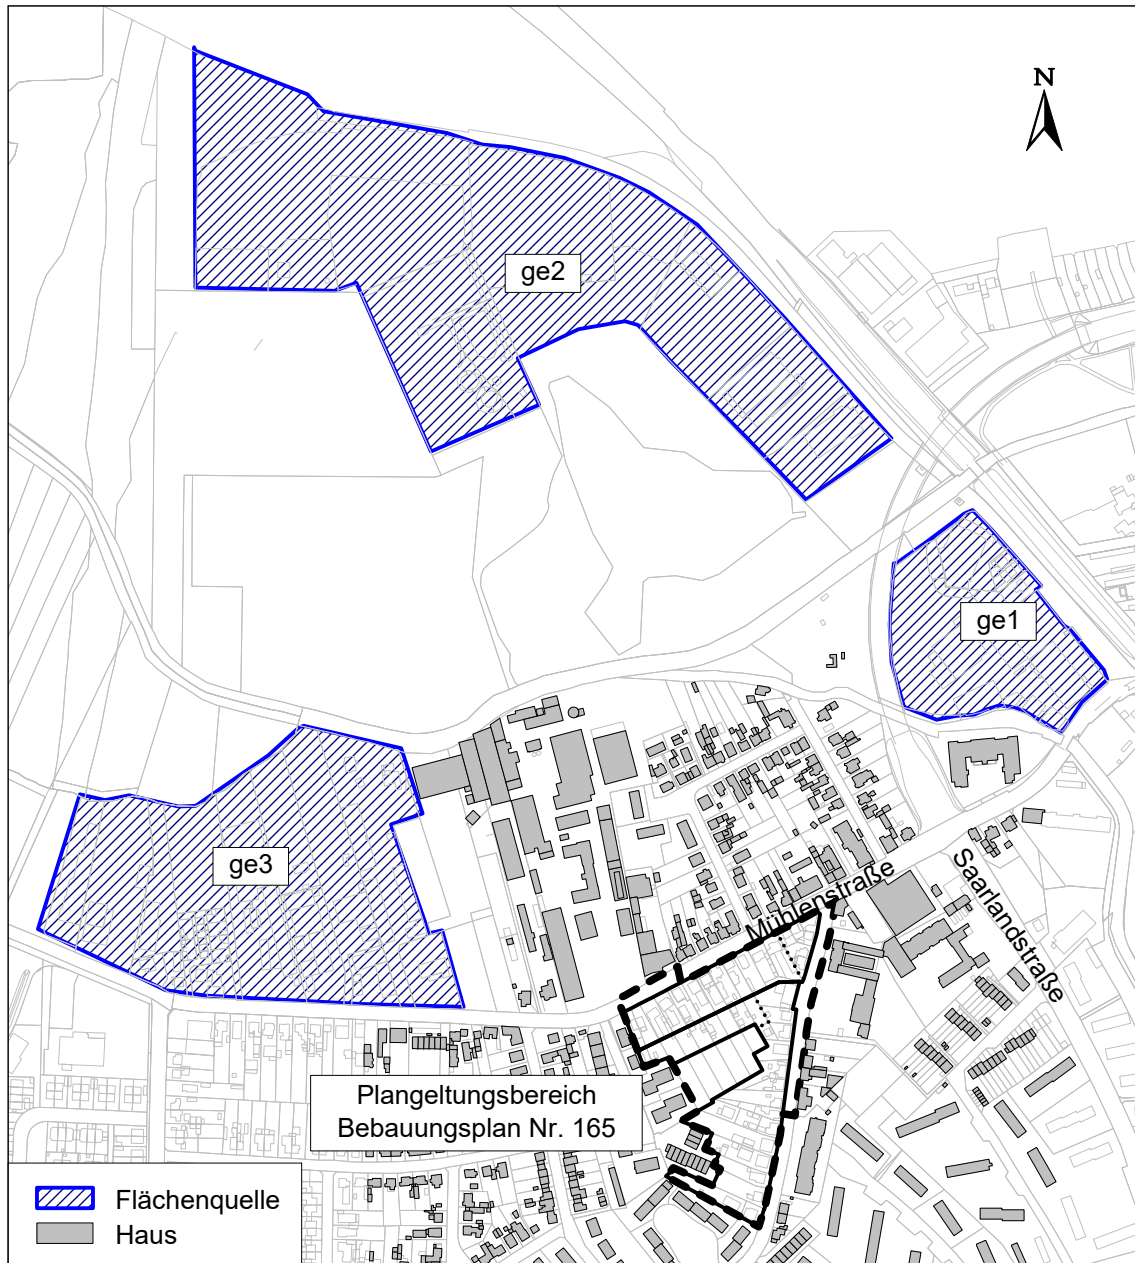 N
ge2
ge1
ge3
Mühlenstraße
Saarlandstraße
Plangeltungsbereich
Bebauungsplan Nr. 165
Flächenquelle
Haus